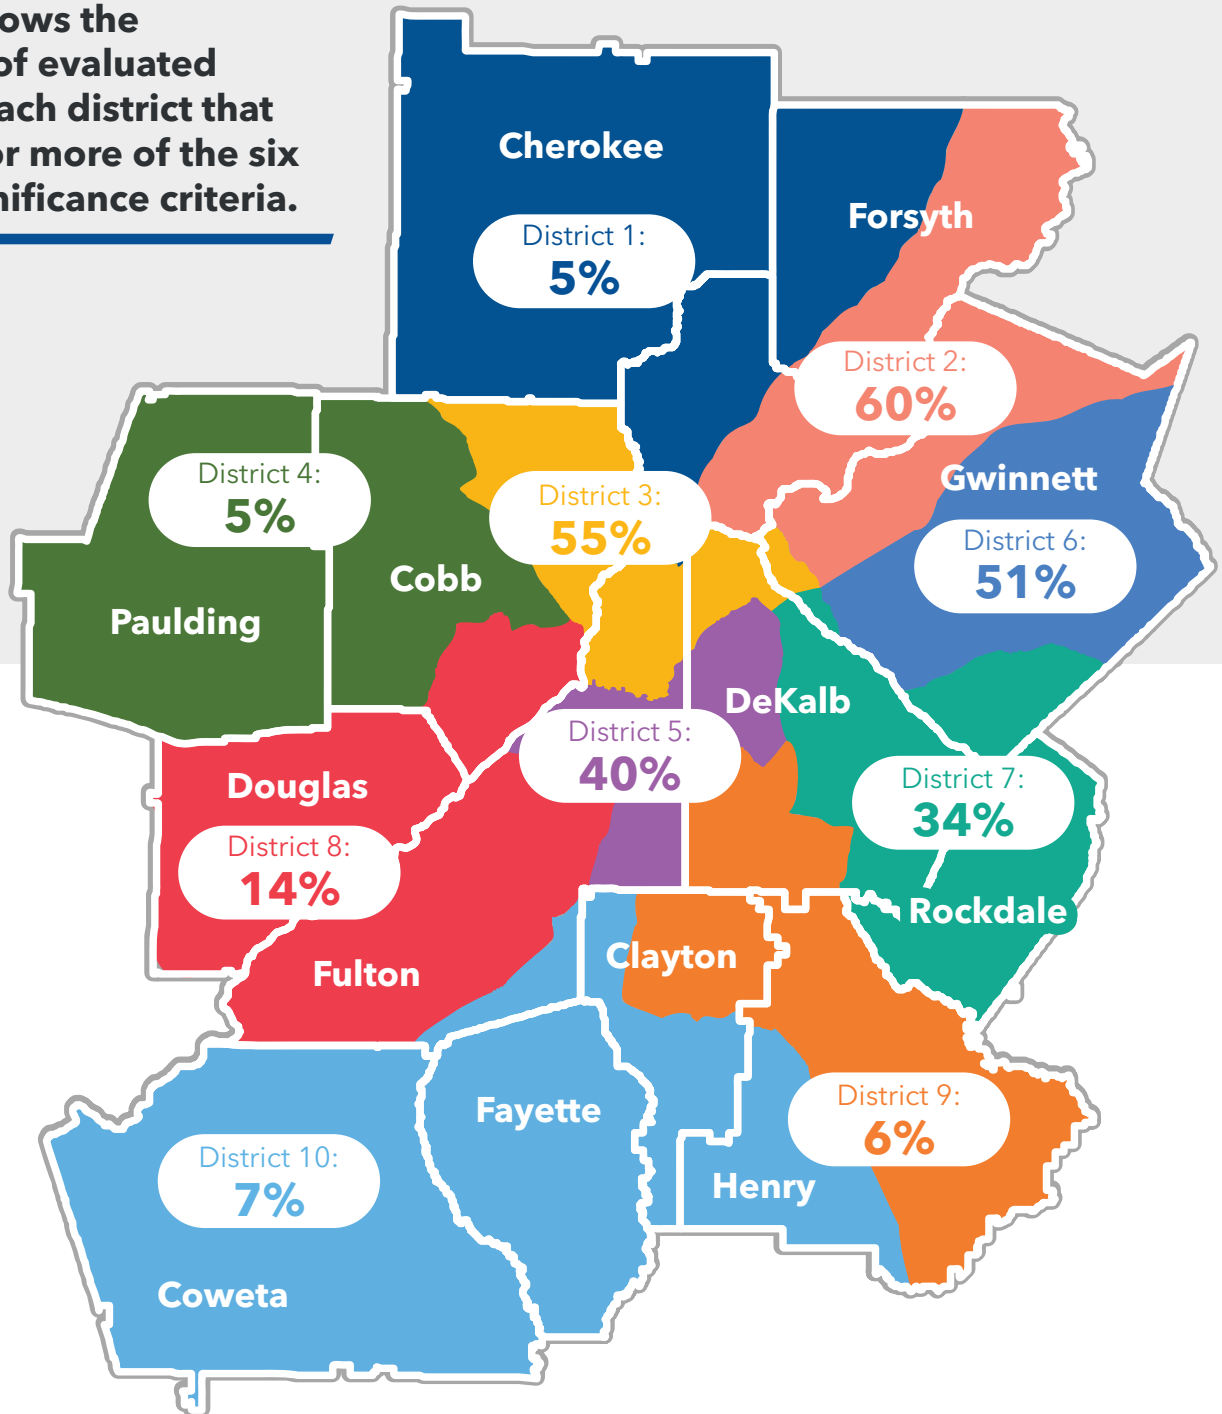 ows the
of evaluated
ach district that
or more of the six
nificance criteria.
Cherokee
Forsyth
District 1:
5%
District 2:
60%
District 4:
5%
District 3:
55%
Gwinnett
District 6:
51%
Cobb
Paulding
DeKalb
District 5:
40%
Douglas
District 7:
34%
District 8:
14%
Rockdale
Clayton
Fulton
Fayette
District 9:
6%
District 10:
7%
Henry
Coweta